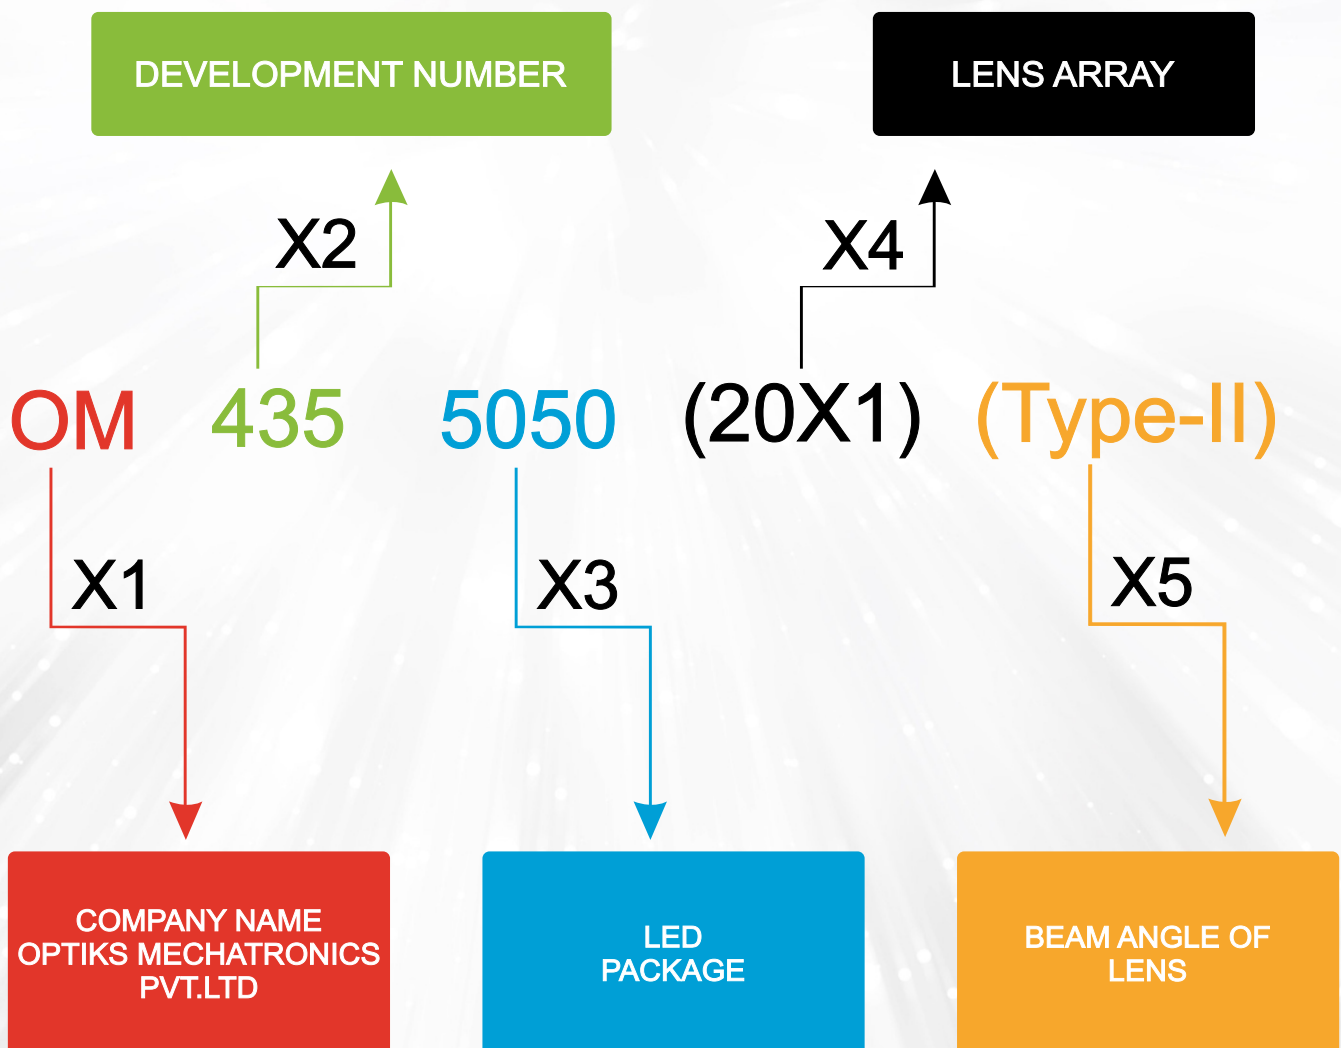 DEVELOPMENT NUMBER
LENS ARRAY
X2
X4
OM 435 5050 (20X1) (Type-II)
X1
X3
X5
COMPANY NAME
OPTIKS MECHATRONICS
PVT.LTD
LED
PACKAGE
BEAM ANGLE OF
LENS